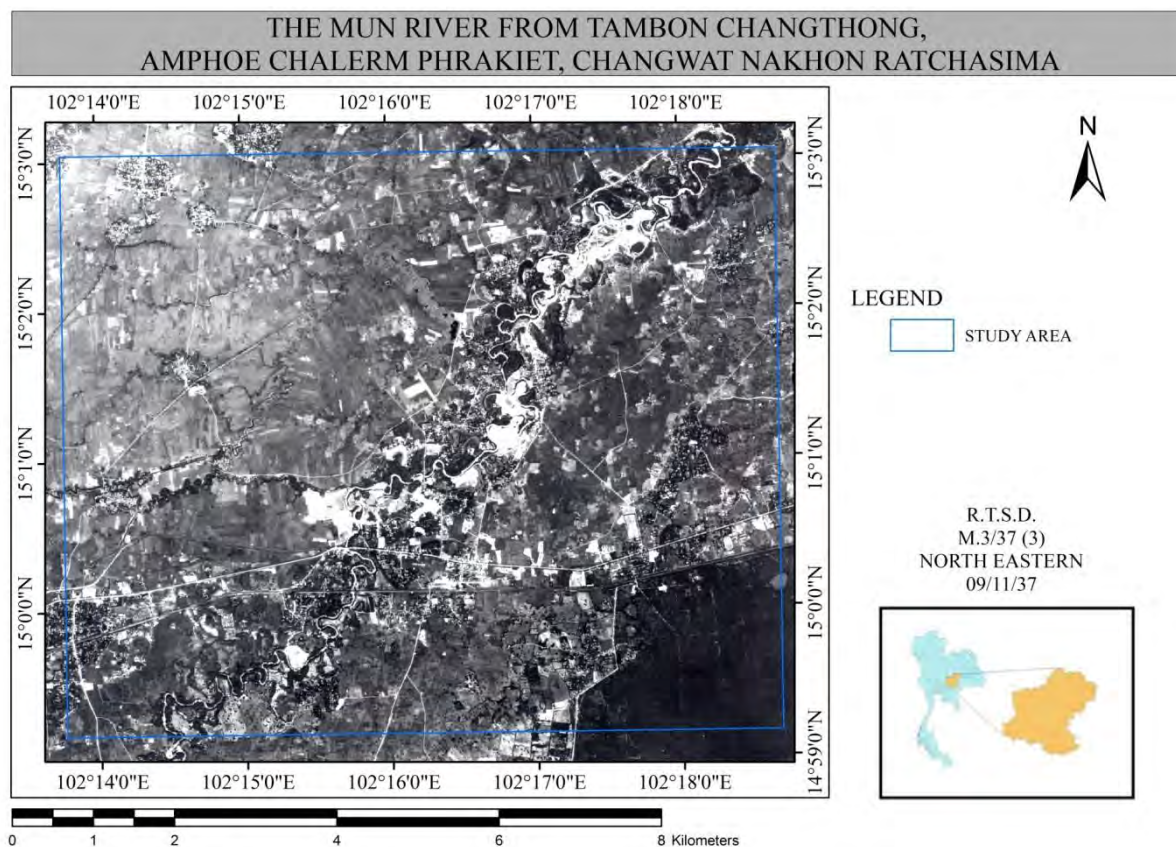 THE MUN RIVER FROM TAMBON CHANGTHONG,
AMPHOE CHALERM PHRAKIET, CHANGWAT NAKHON RATCHASIMA
102°14'0"E 102°15'0"E 102°16'0"E 102°17'0"E 102°18'0"E
15°3'0"N
15°2'0"N
15°1'0"N
15°0'0"N
15°3'0"N
15°2'0"N
15°1'0"N
15°0'0"N
14°59'0"N
102°14'0"E 102°15'0"E 102°16'0"E 102°17'0"E 102°18'0"E
0 1 2 4 6 8 Kilometers
N
LEGEND
STUDY AREA
R.T.S.D.
M.3/37 (3)
NORTH EASTERN
09/11/37